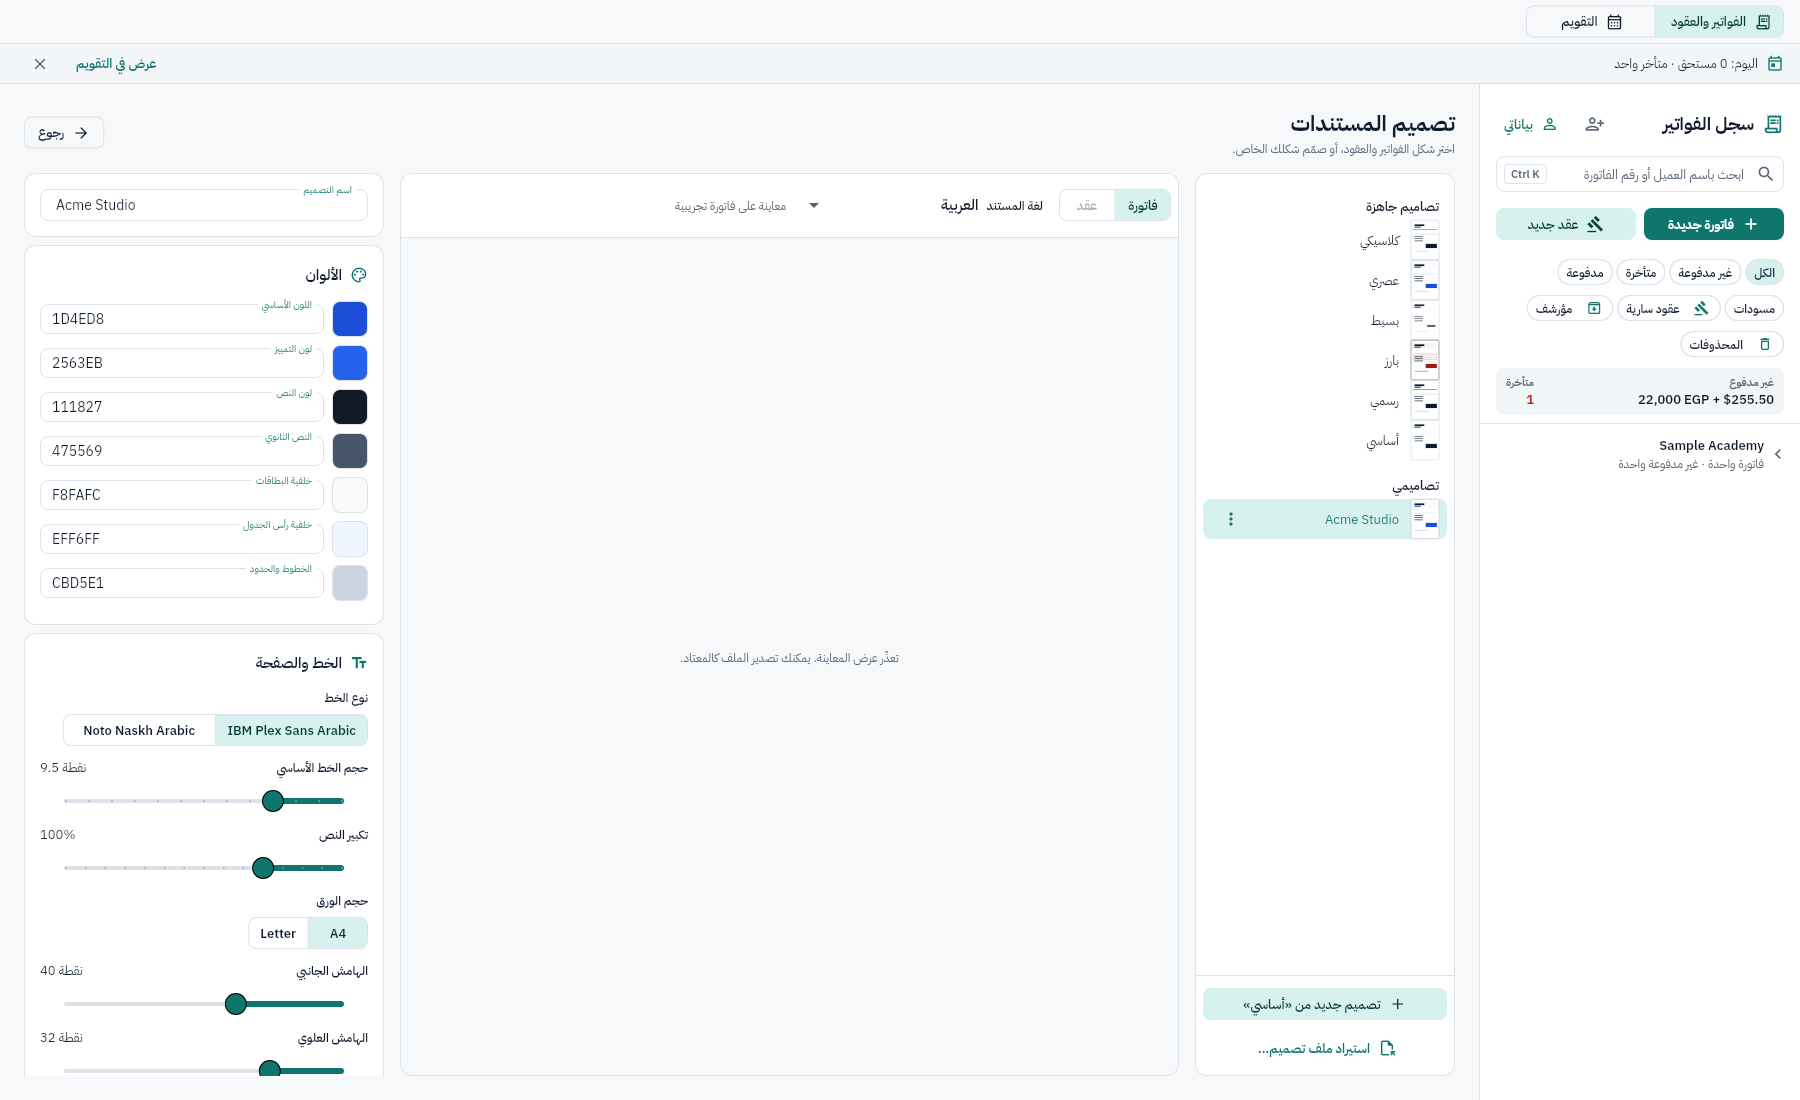 الفواتير والعقود
التقويم
اليوم: 0 مستحق · متأخر واحد
عرض في التقويم
سجل الفواتير
بياناتي
ابحث باسم العميل أو رقم الفاتورة
Ctrl K
فاتورة جديدة
عقد جديد
الكل
غير مدفوعة
متأخرة
مدفوعة
مسودات
عقود سارية
مؤرشف
المحذوفات
غير مدفوع
متأخرة
22,000 EGP + $255.50
1
Sample Academy
فاتورة واحدة · غير مدفوعة واحدة
تصميم المستندات
اختر شكل الفواتير والعقود، أو صمّم شكلك الخاص.
رجوع
تصاميم جاهزة
كلاسيكي
عصري
بسيط
بارز
رسمي
أساسي
تصاميمي
Acme Studio
تصميم جديد من «أساسي»
استيراد ملف تصميم...
فاتورة
عقد
لغة المستند
العربية
معاينة على فاتورة تجريبية
تعذّر عرض المعاينة. يمكنك تصدير الملف كالمعتاد.
اسم التصميم
Acme Studio
الألوان
اللون الأساسي
1D4ED8
لون التمييز
2563EB
لون النص
111827
النص الثانوي
475569
خلفية البطاقات
F8FAFC
خلفية رأس الجدول
EFF6FF
الخطوط والحدود
CBD5E1
الخط والصفحة
نوع الخط
IBM Plex Sans Arabic
Noto Naskh Arabic
حجم الخط الأساسي
9.5 نقطة
تكبير النص
100%
حجم الورق
A4
Letter
الهامش الجانبي
40 نقطة
الهامش العلوي
32 نقطة